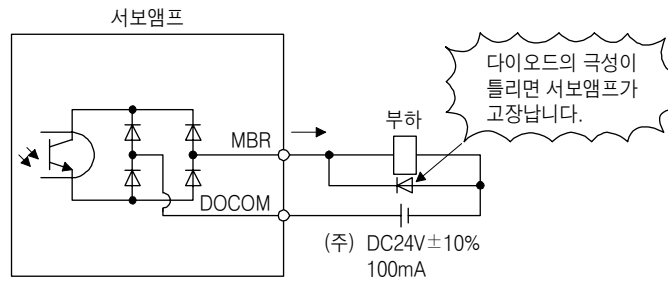 서보앰프
다이오드의 극성이
틀리면 서보앰프가
고장납니다.
부하
MBR
DOCOM
(주) DC24V±10%
100mA